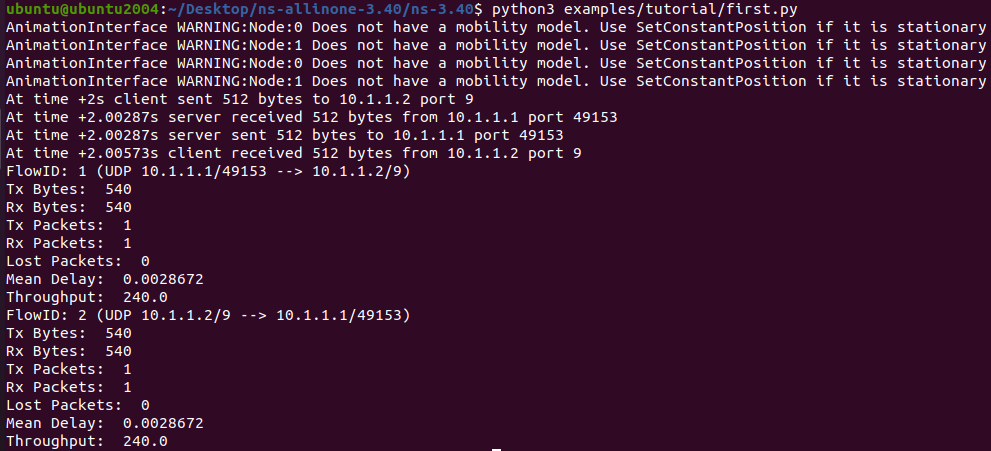 ubuntu@ubuntu2004:~/Desktop/ns-allinone-3.40/ns-3.40$ python3 examples/tutorial/first.py
AnimationInterface WARNING:Node:0 Does not have a mobility model. Use SetConstantPosition if it is stationary
AnimationInterface WARNING:Node:1 Does not have a mobility model. Use SetConstantPosition if it is stationary
AnimationInterface WARNING:Node:0 Does not have a mobility model. Use SetConstantPosition if it is stationary
AnimationInterface WARNING:Node:1 Does not have a mobility model. Use SetConstantPosition if it is stationary
At time +2s client sent 512 bytes to 10.1.1.2 port 9
At time +2.00287s server received 512 bytes from 10.1.1.1 port 49153
At time +2.00287s server sent 512 bytes to 10.1.1.1 port 49153
At time +2.00573s client received 512 bytes from 10.1.1.2 port 9
FlowID: 1 (UDP 10.1.1.1/49153 --> 10.1.1.2/9)
Tx Bytes:  540
Rx Bytes:  540
Tx Packets:  1
Rx Packets:  1
Lost Packets:  0
Mean Delay:  0.0028672
Throughput:  240.0
FlowID: 2 (UDP 10.1.1.2/9 --> 10.1.1.1/49153)
Tx Bytes:  540
Rx Bytes:  540
Tx Packets:  1
Rx Packets:  1
Lost Packets:  0
Mean Delay:  0.0028672
Throughput:  240.0